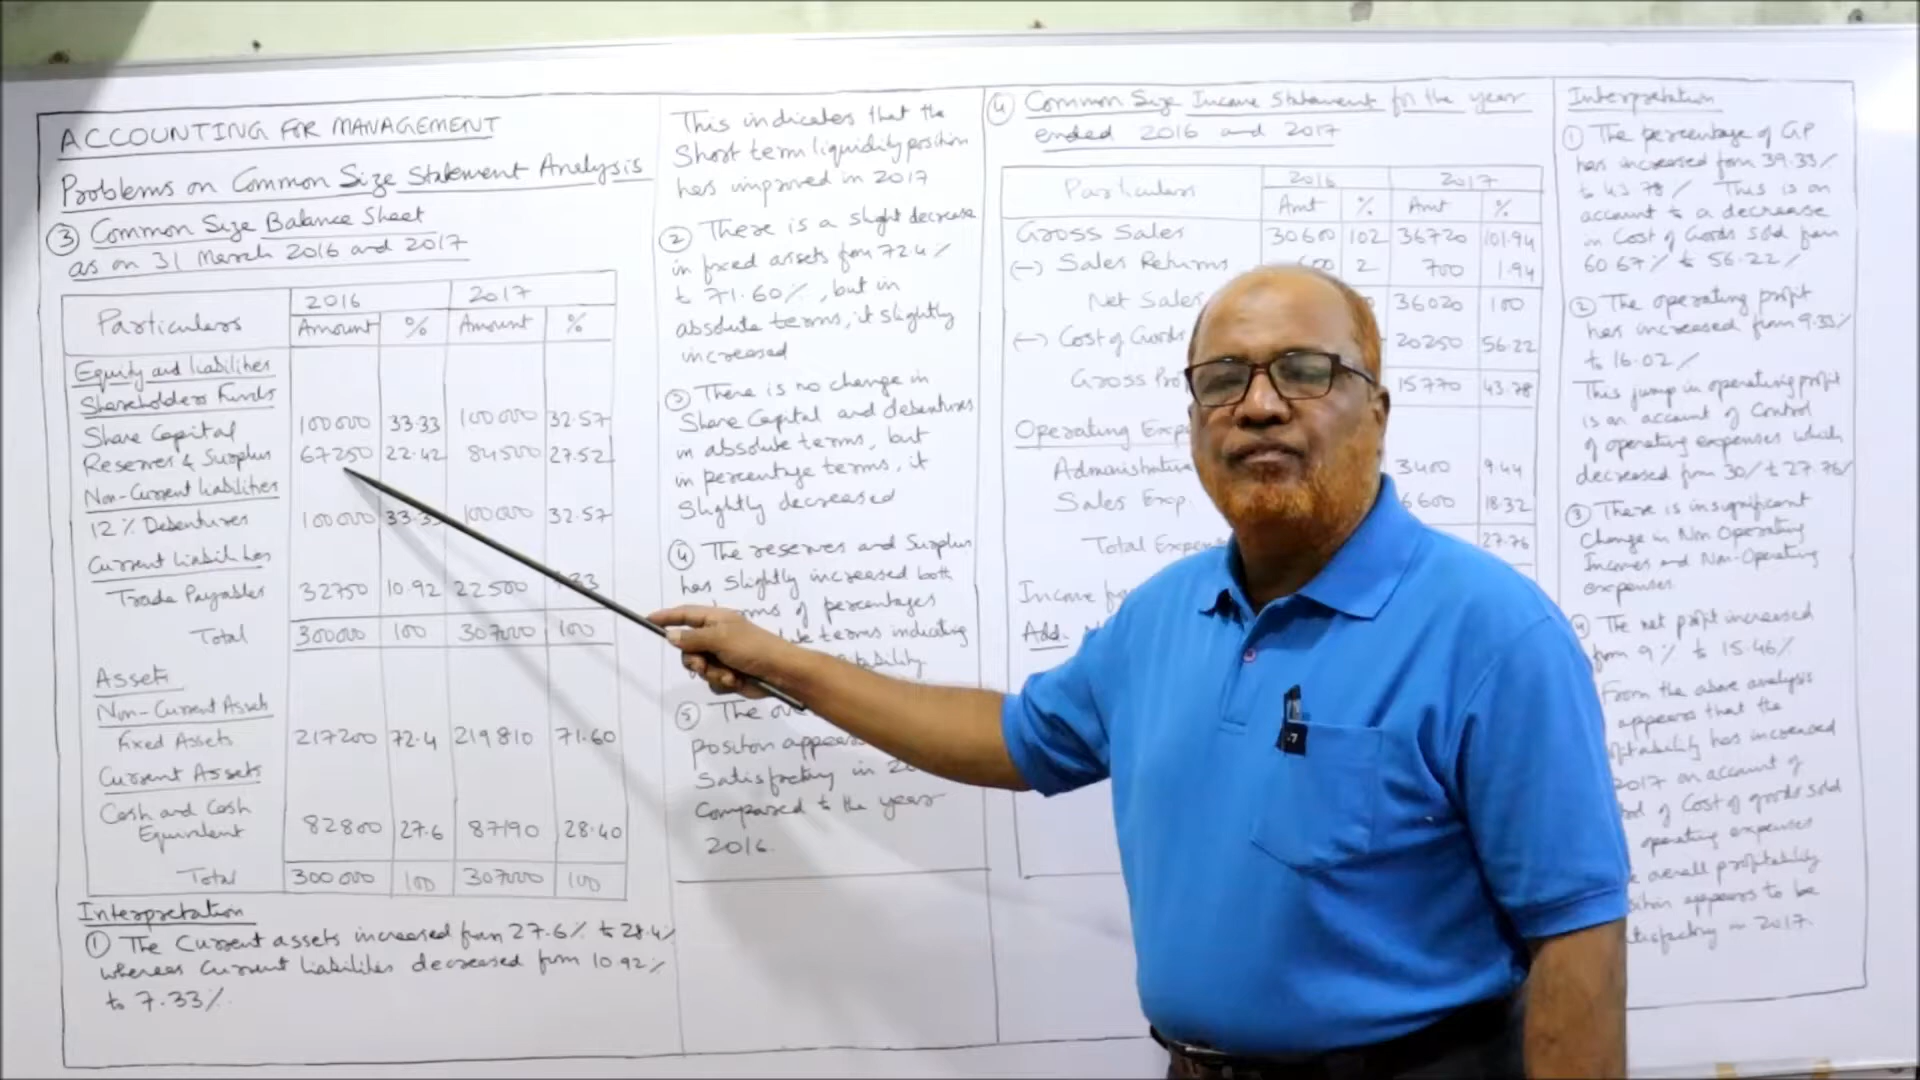 ACCOUNTING FOR MANAGEMENT
Problems on Common Size Statement Analysis
③ Common Size Balance Sheet
as on 31 March 2016 and 2017
Particulars 2016 2017
Amount % Amount %
Equity and liabilities
Shareholders Funds
Share Capital 100000 33.33 100000 32.57
Reserves & Surplus 67250 22.42 84500 27.52
Non-Current liabilities
12% Debentures 100000 33.33 100000 32.57
Current liabilities
Trade Payables 32750 10.92 22500 .33
Total 300000 100 307000 100
Assets
Non-Current Assets
Fixed Assets 217200 72.4 219810 71.60
Current Assets
Cash and Cash
Equivalent 82800 27.6 87190 28.40
Total 300000 100 307000 100
Interpretation
① The Current assets increased from 27.6% to 28.4%
whereas Current liabilities decreased from 10.92%
to 7.33%.
This indicates that the
Short term liquidity position
has improved in 2017
② There is a slight decrease
in fixed assets from 72.4%
to 71.60%, but in
absolute terms, it slightly
increased
③ There is no change in
Share Capital and debentures
in absolute terms, but
in percentage terms, it
Slightly decreased
④ The reserves and Surplus
has slightly increased both
terms of percentages
terms indicating
⑤ The
position appears
Satisfactory in
Compared to the year
2016.
④ Common Size Income Statement for the year
ended 2016 and 2017
Particulars 2016 2017
Amt % Amt %
Gross Sales 30600 102 36720 101.94
(-) Sales Returns 600 2 700 1.94
Net Sales 36020 100
(-) Cost of Goods 20250 56.22
Gross 15770 43.78
Operating
3400 9.44
Sales Exp. 6600 18.32
Total 27.76
Income
Add.
Interpretation
① The percentage of GP
has increased from 39.33%
to 43.78% This is on
account to a decrease
in Cost of Goods Sold from
60.67% to 56.22%
② The operating profit
has increased from 9.33%
to 16.02%
This jump in operating profit
is an account of Control
of operating expenses which
decreased from 30% to 27.76%
③ There is insignificant
Change in Non Operating
Incomes and Non-Operating
expenses.
④ The net profit increased
from 9% to 15.46%
From the above analysis
appears that the
has increased
2017 on account of
of Cost of goods sold
operating expenses
overall profitability
appears to be
in 2017.